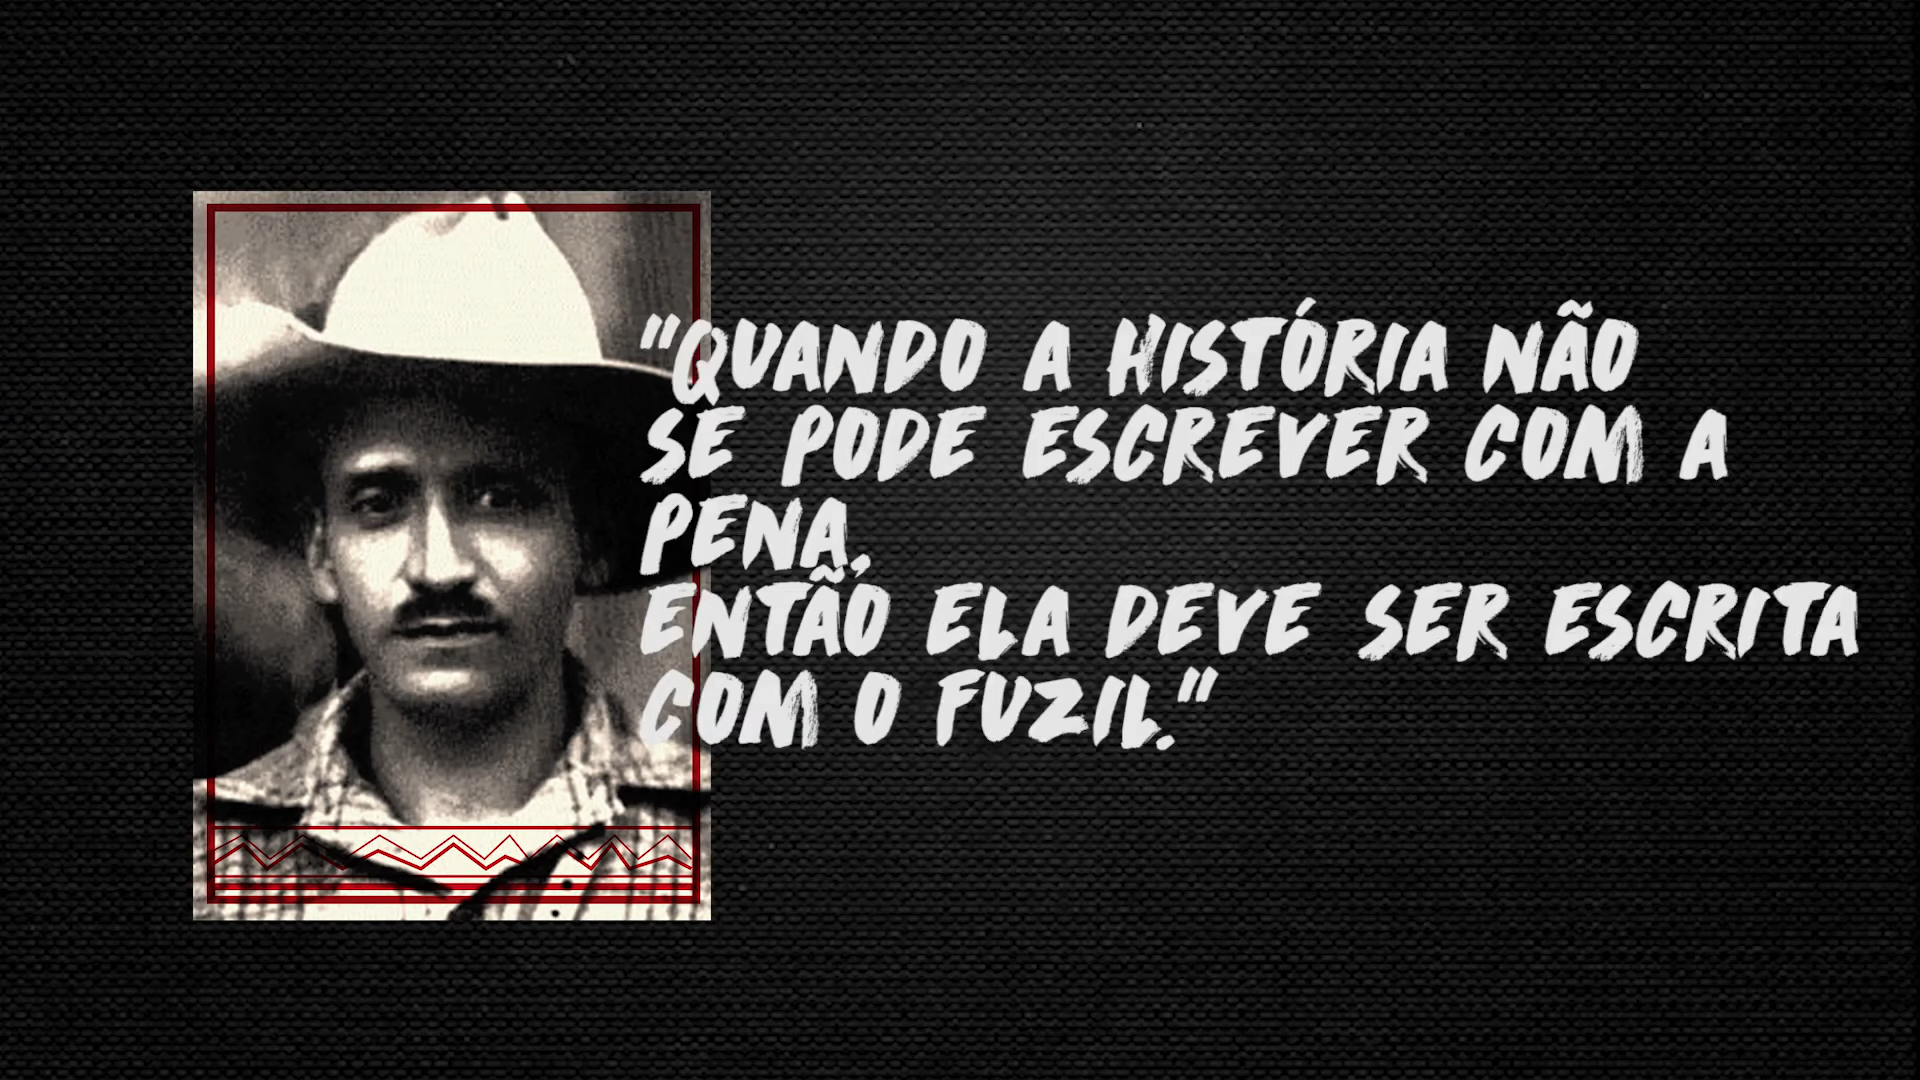 "QUANDO A HISTÓRIA NÃO
SE PODE ESCREVER COM A
PENA,
ENTÃO ELA DEVE SER ESCRITA
COM O FUZIL."